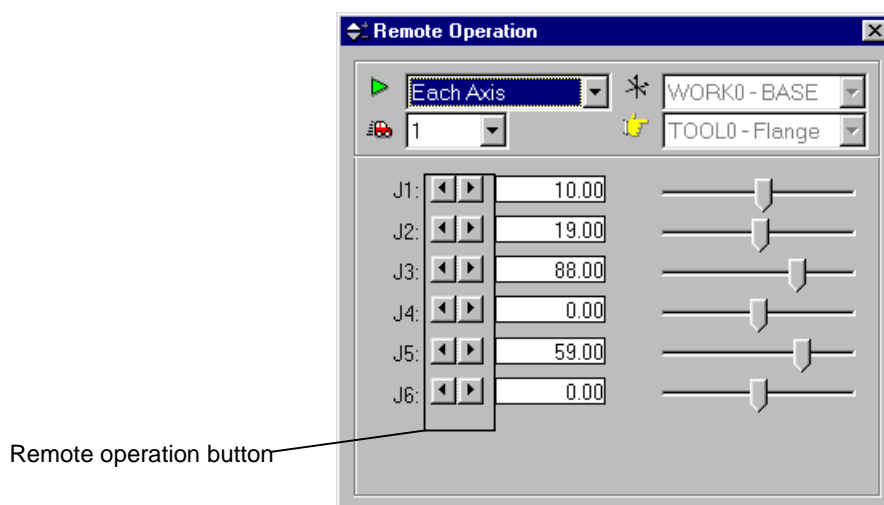 Remote Operation
Each Axis WORK0 - BASE
1 TOOL0 - Flange
J1: 10.00
J2: 19.00
J3: 88.00
J4: 0.00
J5: 59.00
J6: 0.00
Remote operation button